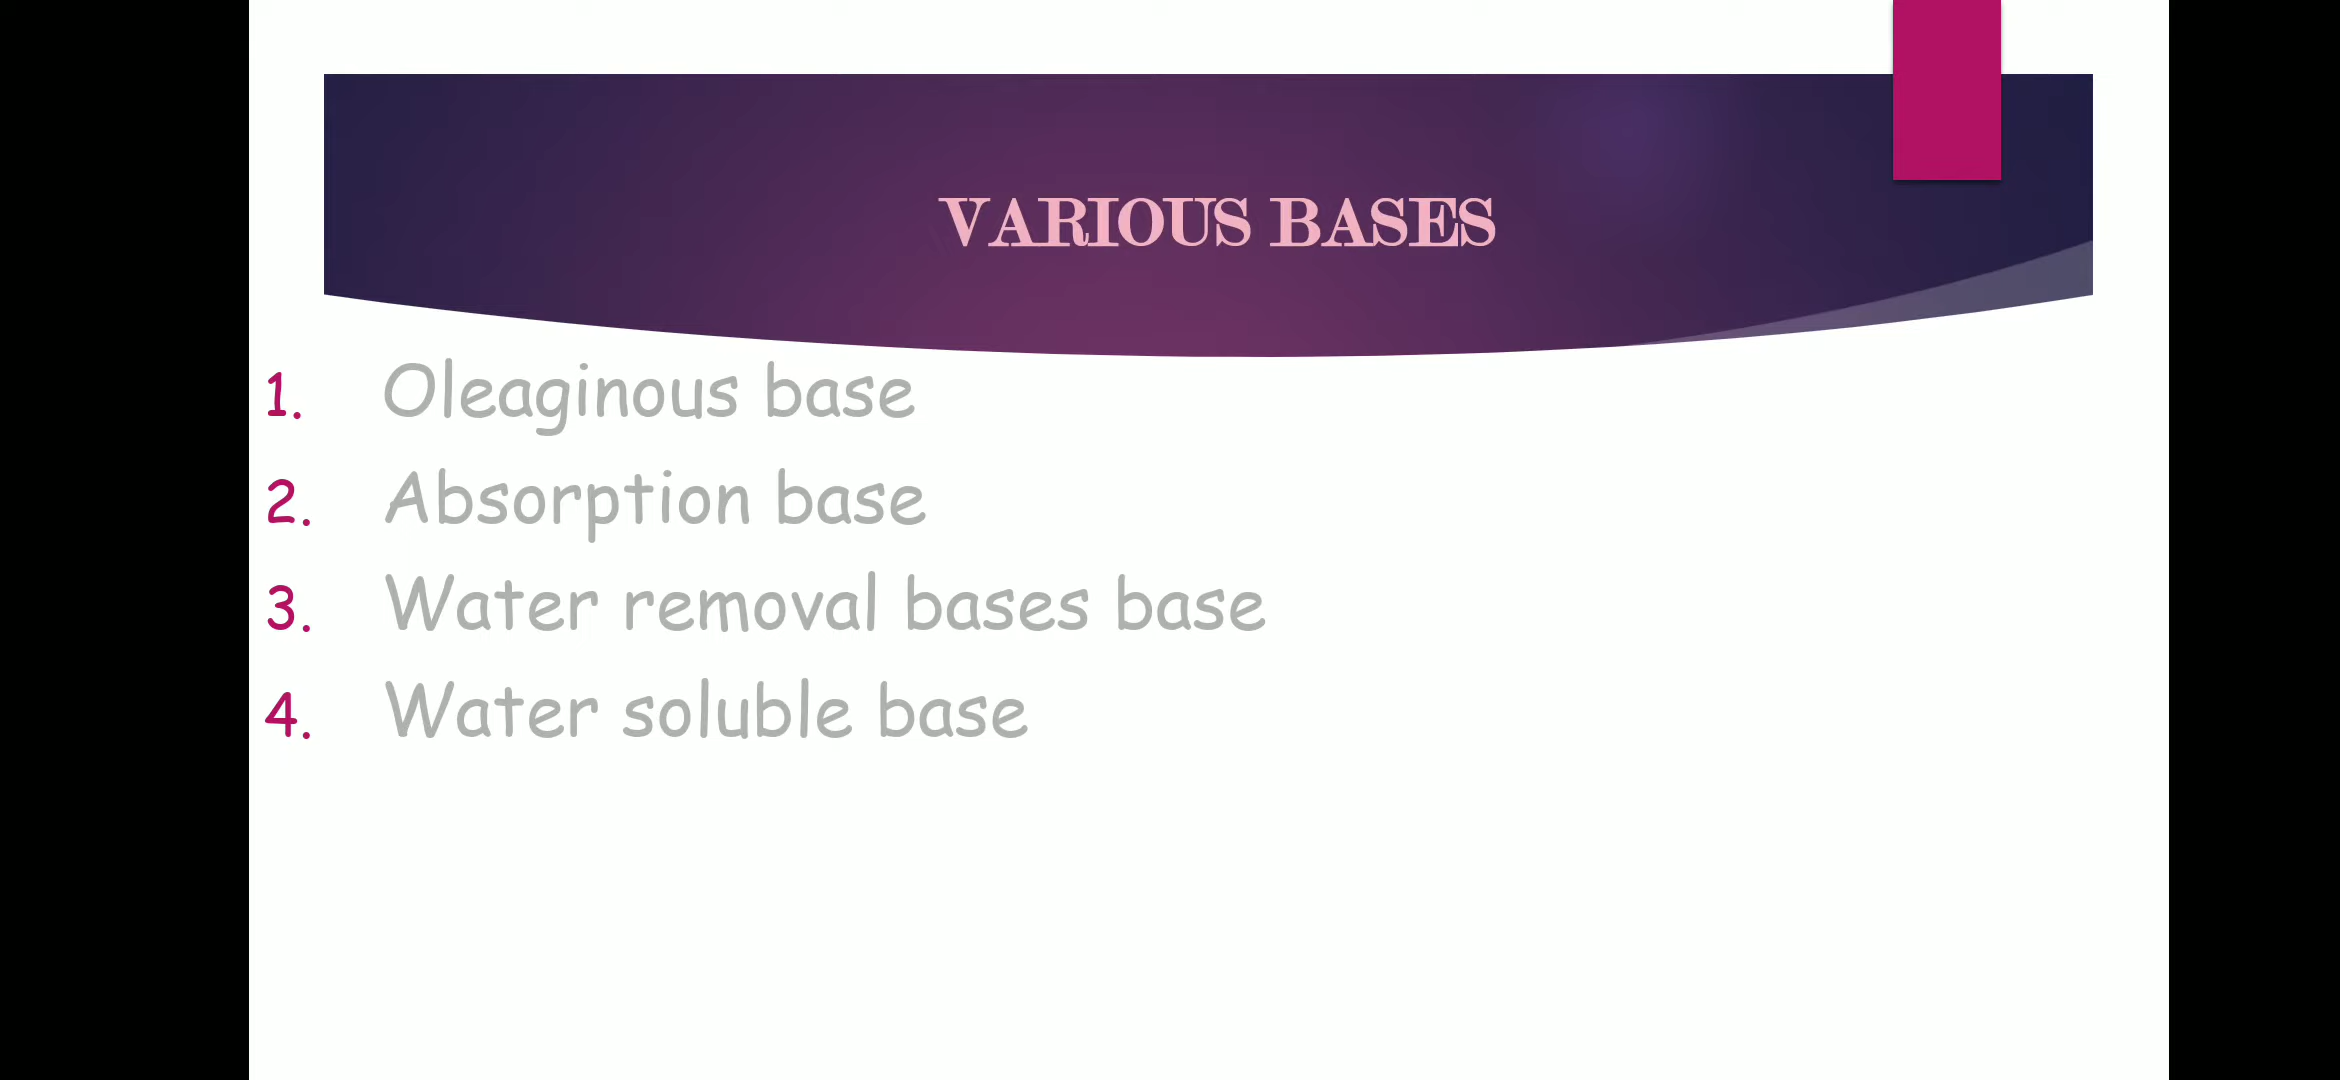 VARIOUS BASES
1. Oleaginous base
2. Absorption base
3. Water removal bases base
4. Water soluble base